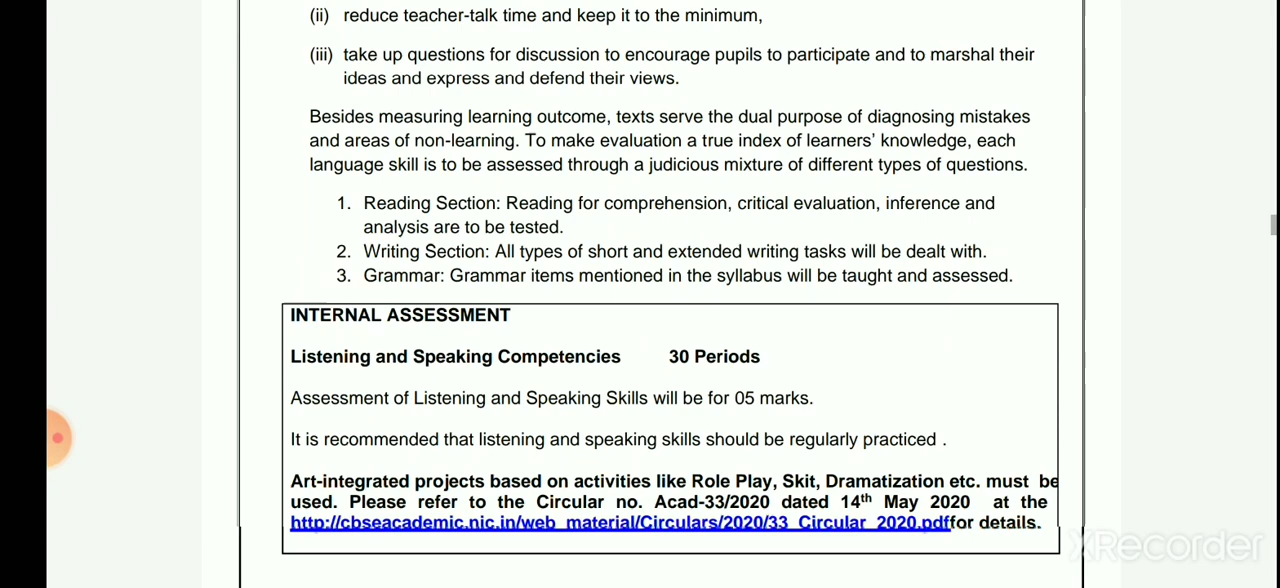 (ii) reduce teacher-talk time and keep it to the minimum,
(iii) take up questions for discussion to encourage pupils to participate and to marshal their
ideas and express and defend their views.
Besides measuring learning outcome, texts serve the dual purpose of diagnosing mistakes
and areas of non-learning. To make evaluation a true index of learners' knowledge, each
language skill is to be assessed through a judicious mixture of different types of questions.
1. Reading Section: Reading for comprehension, critical evaluation, inference and
analysis are to be tested.
2. Writing Section: All types of short and extended writing tasks will be dealt with.
3. Grammar: Grammar items mentioned in the syllabus will be taught and assessed.
INTERNAL ASSESSMENT
Listening and Speaking Competencies 30 Periods
Assessment of Listening and Speaking Skills will be for 05 marks.
It is recommended that listening and speaking skills should be regularly practiced .
Art-integrated projects based on activities like Role Play, Skit, Dramatization etc. must be
used. Please refer to the Circular no. Acad-33/2020 dated 14th May 2020 at the
http://cbseacademic.nic.in/web_material/Circulars/2020/33_Circular_2020.pdffor details.
XRecorder